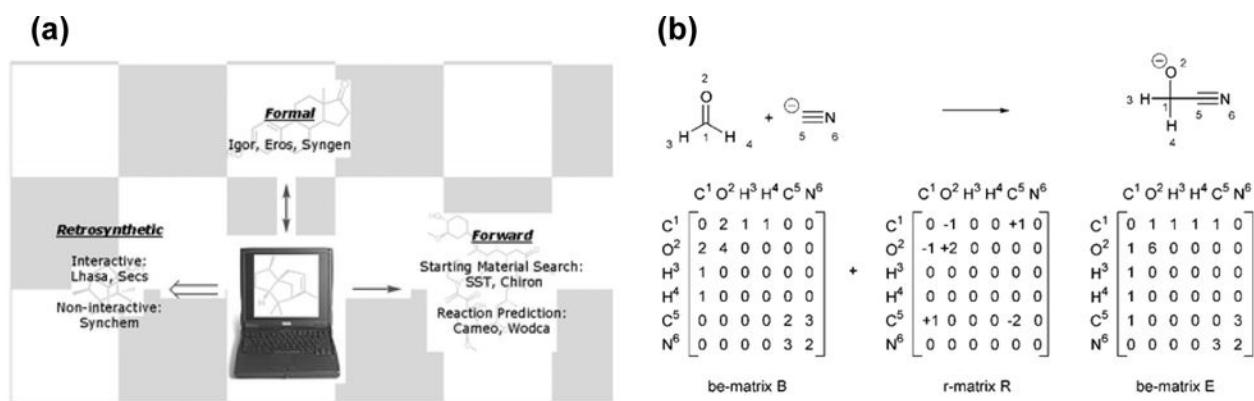 (a)
Formal
Igor, Eros, Syngen
Retrosynthetic
Interactive:
Lhasa, Secs
Non-interactive:
Synchem
HO
O
Forward
Starting Material Search:
SST, Chiron
Reaction Prediction:
Cameo, Wodca
(b)
2
O
H 1 H
3 4
+
⊖ ≡N
5 6
⊖ O 2
3 H 1 5 N 6
H
4
C1 O2 H3 H4 C5 N6
C1 0 2 1 1 0 0
O2 2 4 0 0 0 0
H3 1 0 0 0 0 0
H4 1 0 0 0 0 0
C5 0 0 0 0 2 3
N6 0 0 0 0 3 2
be-matrix B
+
C1 O2 H3 H4 C5 N6
C1 0 -1 0 0 +1 0
O2 -1 +2 0 0 0 0
H3 0 0 0 0 0 0
H4 0 0 0 0 0 0
C5 +1 0 0 0 -2 0
N6 0 0 0 0 0 0
r-matrix R
C1 O2 H3 H4 C5 N6
C1 0 1 1 1 1 0
O2 1 6 0 0 0 0
H3 1 0 0 0 0 0
H4 1 0 0 0 0 0
C5 1 0 0 0 0 3
N6 0 0 0 0 3 2
be-matrix E